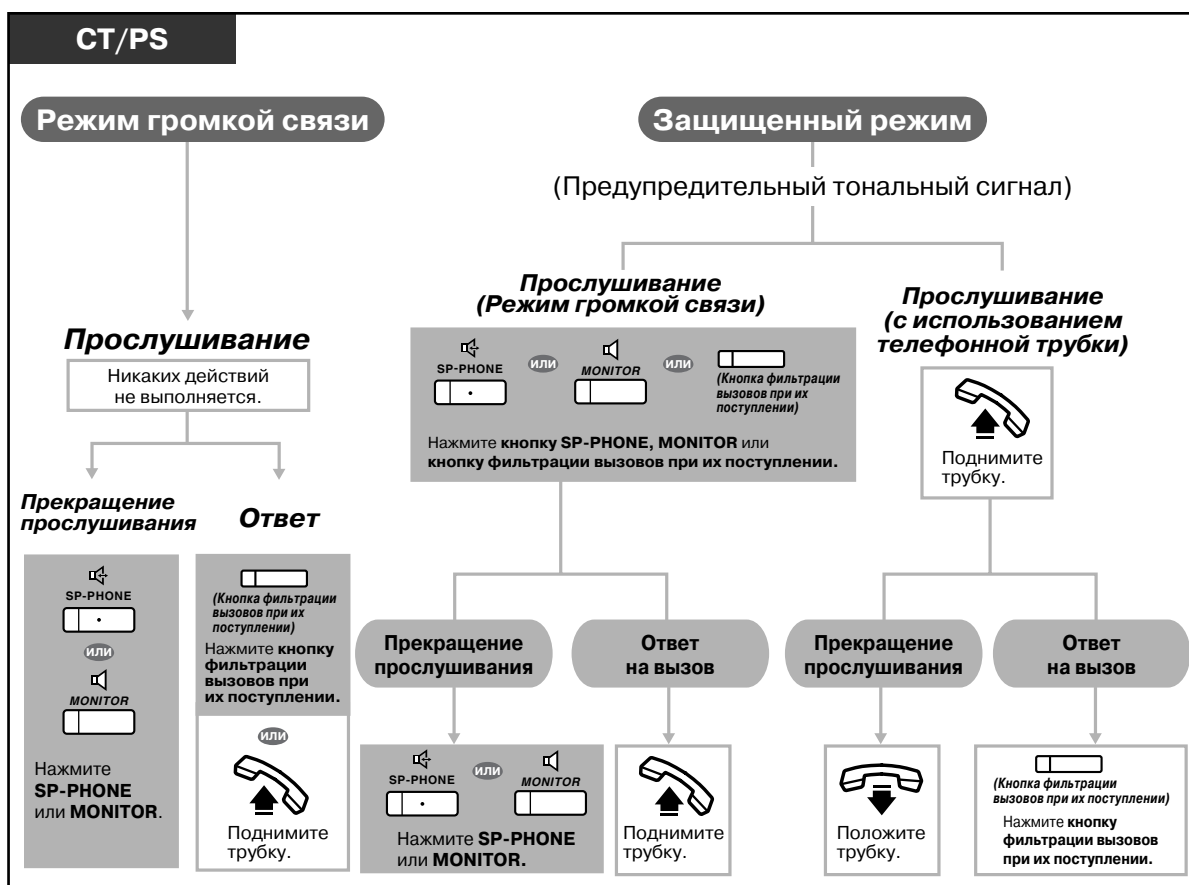 CT/PS
Режим громкой связи
Прослушивание
Никаких действий
не выполняется.
Прекращение
прослушивания
SP-PHONE
или
MONITOR
Нажмите
SP-PHONE
или MONITOR.
Ответ
(Кнопка фильтрации
вызовов при их
поступлении)
Нажмите кнопку
фильтрации
вызовов при
их поступлении.
или
Поднимите
трубку.
Защищенный режим
(Предупредительный тональный сигнал)
Прослушивание
(Режим громкой связи)
SP-PHONE
или
MONITOR
или
(Кнопка фильтрации
вызовов при их
поступлении)
Нажмите кнопку SP-PHONE, MONITOR или
кнопку фильтрации вызовов при их поступлении.
Прекращение
прослушивания
SP-PHONE
или
MONITOR
Нажмите SP-PHONE
или MONITOR.
Ответ
на вызов
Поднимите
трубку.
Прослушивание
(с использованием
телефонной трубки)
Поднимите
трубку.
Прекращение
прослушивания
Положите
трубку.
Ответ
на вызов
(Кнопка фильтрации
вызовов при их поступлении)
Нажмите кнопку
фильтрации вызовов
при их поступлении.